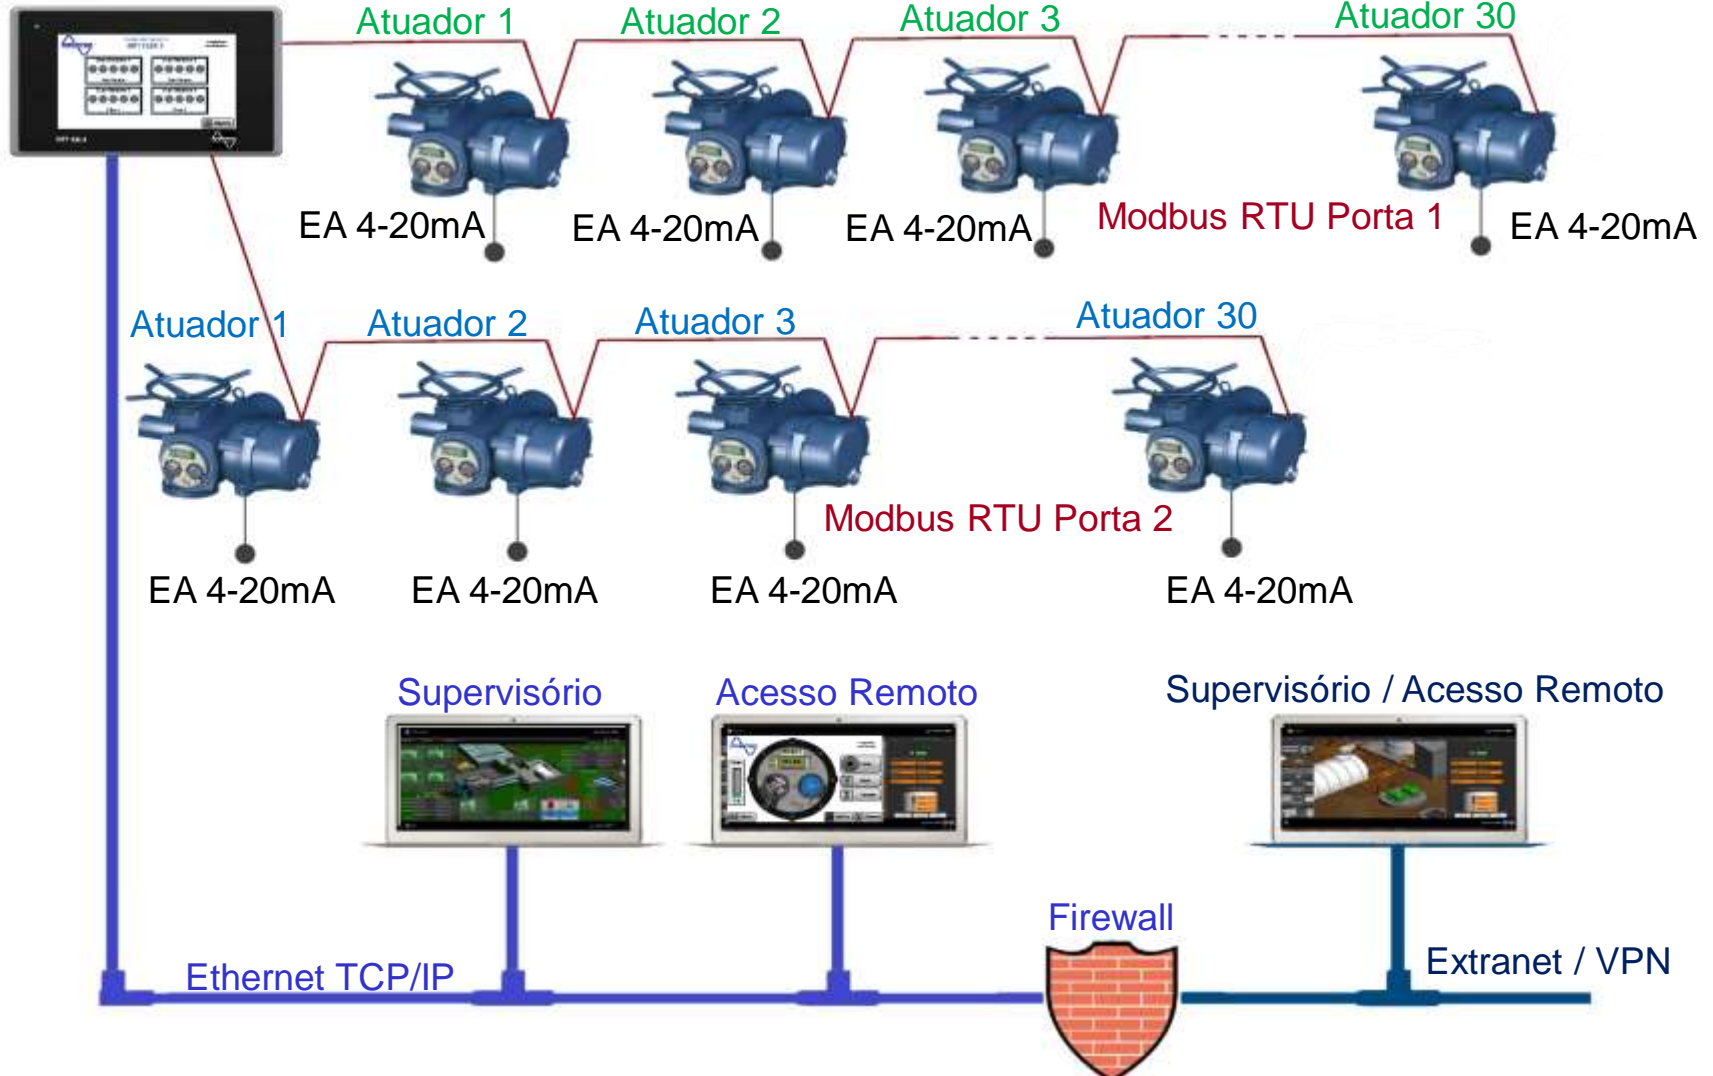 Atuador 1
Atuador 2
Atuador 3
Atuador 30
EA 4-20mA
EA 4-20mA
EA 4-20mA
Modbus RTU Porta 1
EA 4-20mA
Atuador 1
Atuador 2
Atuador 3
Atuador 30
Modbus RTU Porta 2
EA 4-20mA
EA 4-20mA
EA 4-20mA
EA 4-20mA
Supervisório
Acesso Remoto
Supervisório / Acesso Remoto
Firewall
Ethernet TCP/IP
Extranet / VPN